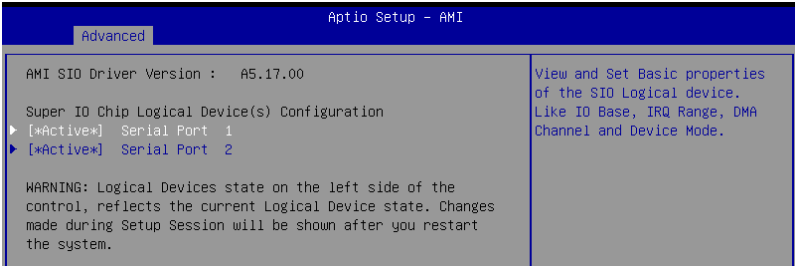 Aptio Setup – AMI
Advanced
AMI SIO Driver Version : A5.17.00
Super IO Chip Logical Device(s) Configuration
[*Active*] Serial Port 1
[*Active*] Serial Port 2
WARNING: Logical Devices state on the left side of the
control, reflects the current Logical Device state. Changes
made during Setup Session will be shown after you restart
the system.
View and Set Basic properties
of the SIO Logical device.
Like IO Base, IRQ Range, DMA
Channel and Device Mode.